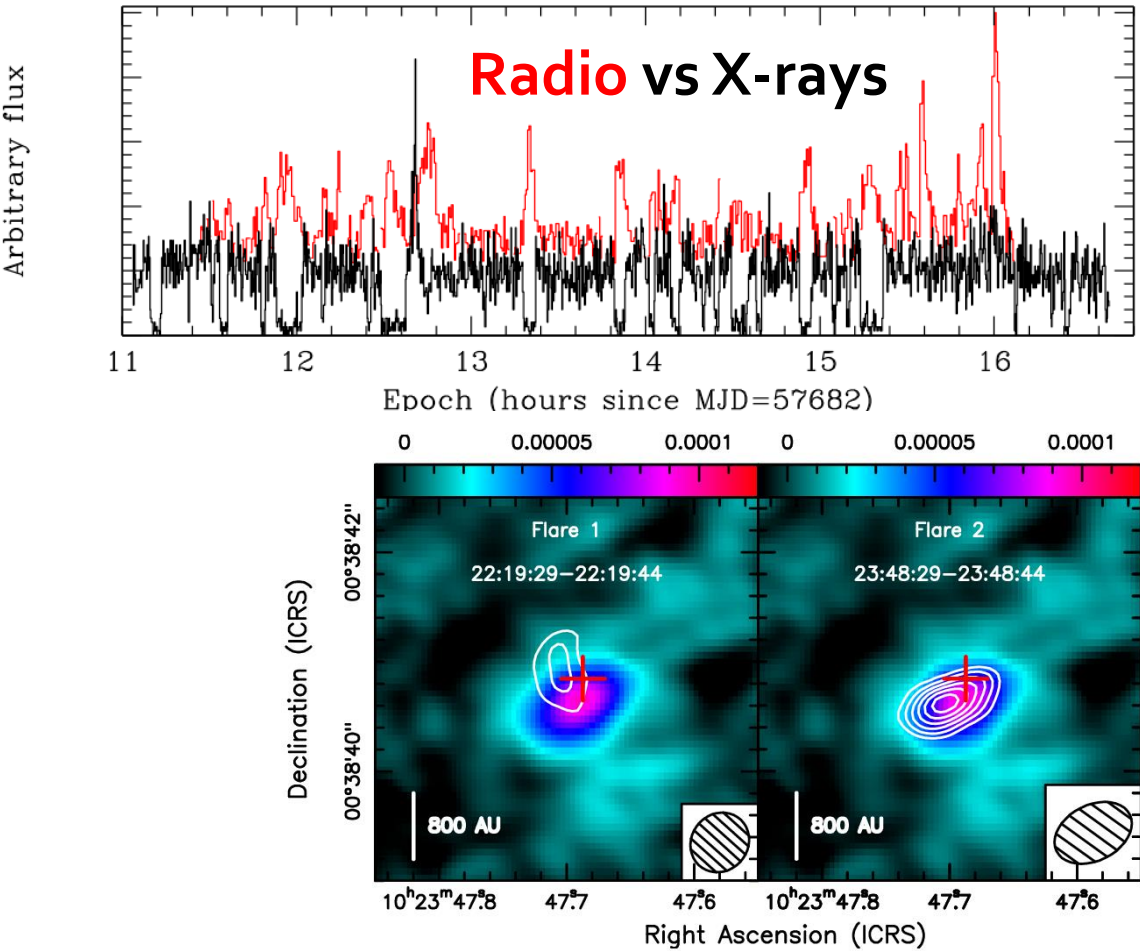 Radio vs X-rays
Arbitrary flux
11 12 13 14 15 16
Epoch (hours since MJD=57682)
0 0.00005 0.0001 0 0.00005 0.0001
Flare 1 Flare 2
22:19:29–22:19:44 23:48:29–23:48:44
00°38'42"
Declination (ICRS)
00°38'40"
800 AU 800 AU
10ʰ23ᵐ47ˢ.8 47ˢ.7 47ˢ.6 10ʰ23ᵐ47ˢ.8 47ˢ.7 47ˢ.6
Right Ascension (ICRS)